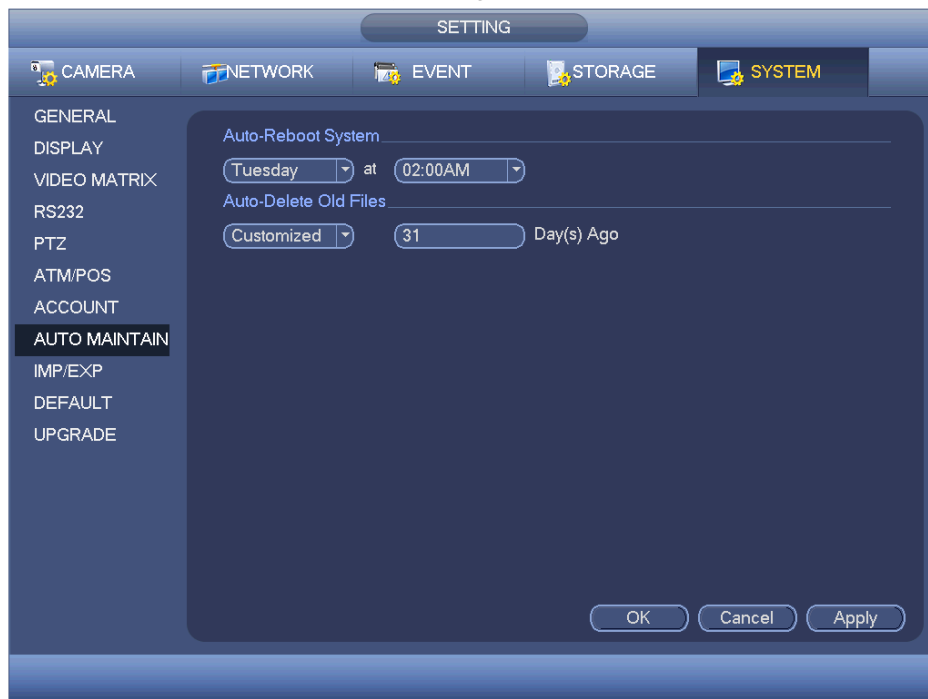 SETTING
CAMERA NETWORK EVENT STORAGE SYSTEM
GENERAL
DISPLAY
VIDEO MATRIX
RS232
PTZ
ATM/POS
ACCOUNT
AUTO MAINTAIN
IMP/EXP
DEFAULT
UPGRADE
Auto-Reboot System
Tuesday at 02:00AM
Auto-Delete Old Files
Customized 31 Day(s) Ago
OK Cancel Apply